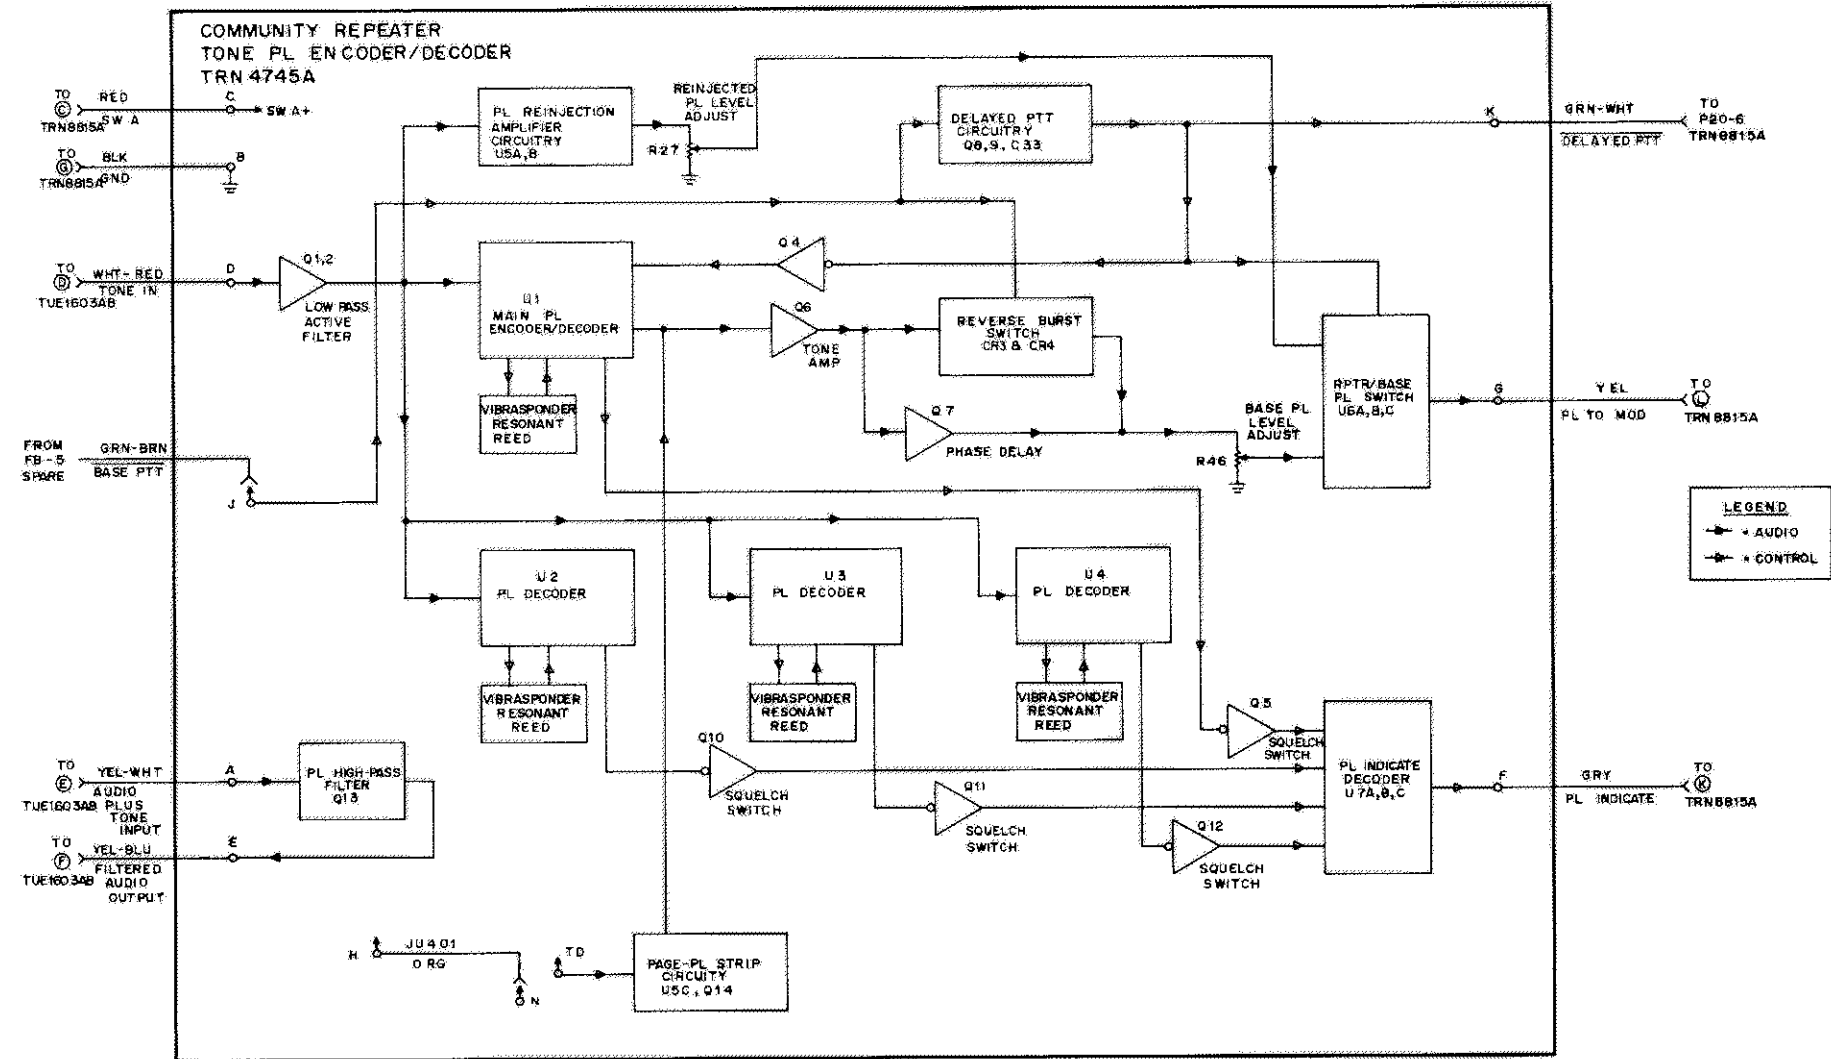 COMMUNITY REPEATER
TONE PL ENCODER/DECODER
TRN 4745A
TO
C
TRN8815A
RED
SW A
C
SW A+
TO
G
TRN8815A
BLK
GND
B
PL REINJECTION
AMPLIFIER
CIRCUITRY
U5A,B
REINJECTED
PL LEVEL
ADJUST
R27
DELAYED PTT
CIRCUITRY
Q8,9, C33
K
GRN-WHT
DELAYED PTT
TO
P20-6
TRN8815A
TO
D
TUE1603AB
WHT-RED
TONE IN
D
Q1,2
LOW PASS
ACTIVE
FILTER
U1
MAIN PL
ENCODER/DECODER
Q4
Q6
TONE
AMP
REVERSE BURST
SWITCH
CR3 & CR4
VIBRASPONDER
RESONANT
REED
Q7
PHASE DELAY
BASE PL
LEVEL
ADJUST
R46
RPTR/BASE
PL SWITCH
U6A,B,C
G
YEL
PL TO MOD
TO
L
TRN8815A
FROM
FB-5
SPARE
GRN-BRN
BASE PTT
J
LEGEND
= AUDIO
= CONTROL
U2
PL DECODER
U3
PL DECODER
U4
PL DECODER
VIBRASPONDER
RESONANT
REED
VIBRASPONDER
RESONANT
REED
VIBRASPONDER
RESONANT
REED
Q10
SQUELCH
SWITCH
Q11
SQUELCH
SWITCH
Q12
SQUELCH
SWITCH
Q5
SQUELCH
SWITCH
PL INDICATE
DECODER
U7A,B,C
F
GRY
PL INDICATE
TO
K
TRN8815A
TO
E
TUE1603AB
YEL-WHT
AUDIO
PLUS
TONE
INPUT
A
PL HIGH-PASS
FILTER
Q13
TO
F
TUE1603AB
YEL-BLU
FILTERED
AUDIO
OUTPUT
E
H
JU401
ORG
N
TD
PAGE-PL STRIP
CIRCUITY
U5C, Q14